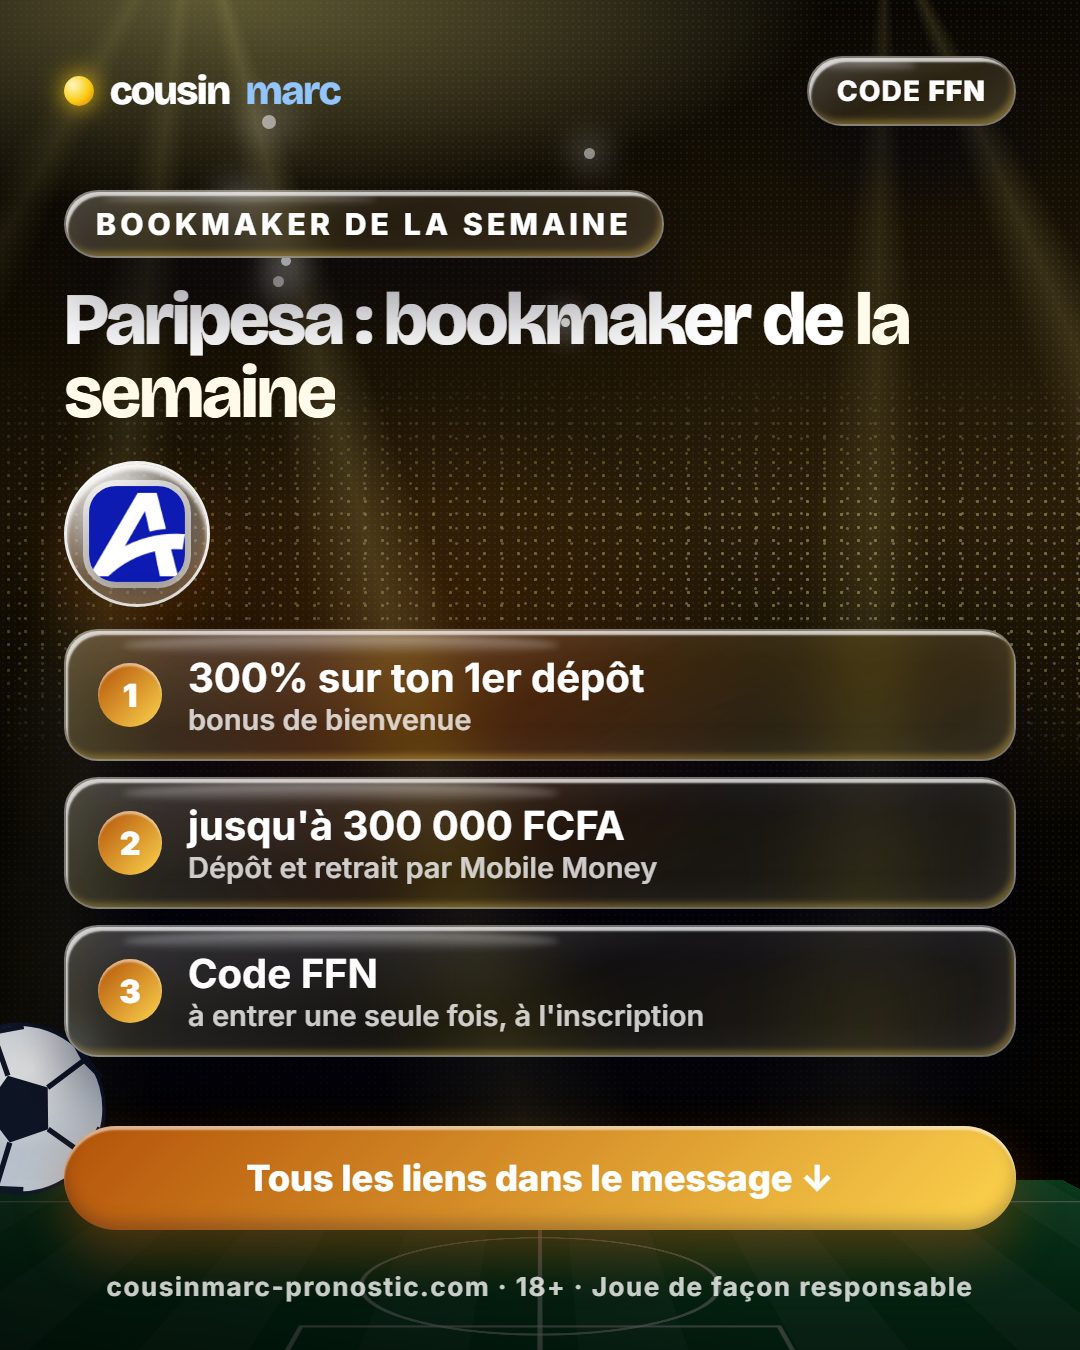 cousin marc
CODE FFN
BOOKMAKER DE LA SEMAINE
Paripesa : bookmaker de la
semaine
1
300% sur ton 1er dépôt
bonus de bienvenue
2
jusqu'à 300 000 FCFA
Dépôt et retrait par Mobile Money
3
Code FFN
à entrer une seule fois, à l'inscription
Tous les liens dans le message ↓
cousinmarc-pronostic.com · 18+ · Joue de façon responsable